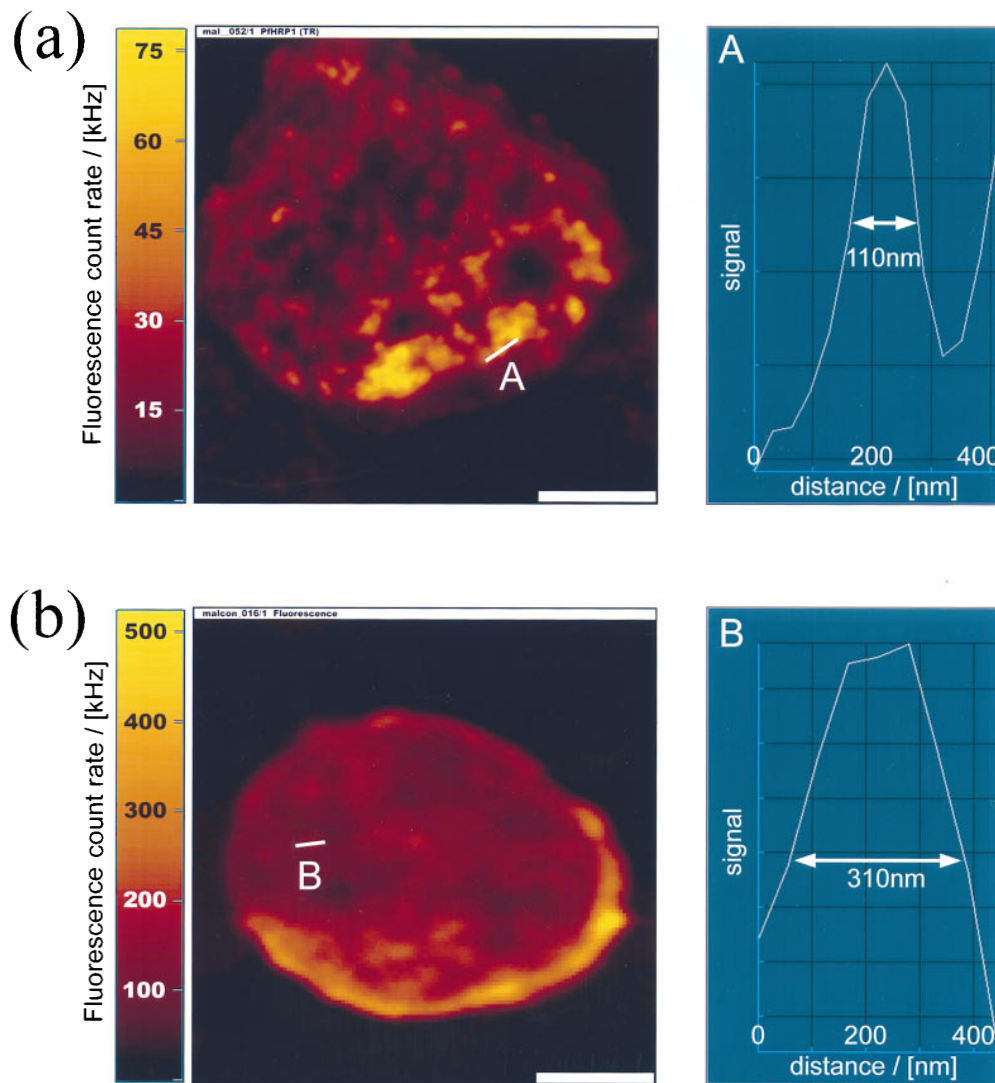 (a)
mal_052/1 PfHRP1 (TR)
Fluorescence count rate / [kHz]
75
60
45
30
15
A
A
signal
110nm
0 200 400
distance / [nm]
(b)
malcon_016/1 Fluorescence
Fluorescence count rate / [kHz]
500
400
300
200
100
B
B
signal
310nm
0 200 400
distance / [nm]